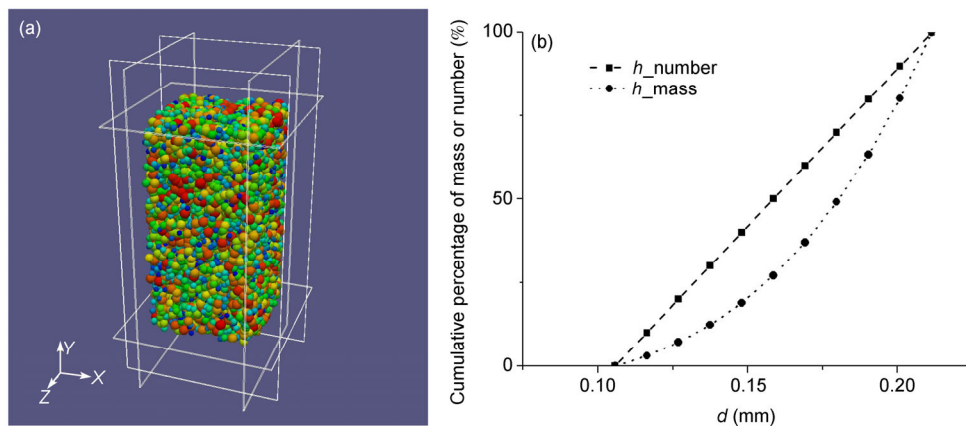 (a)
Y
X
Z
Cumulative percentage of mass or number (%)
100
50
0
(b)
h_number
h_mass
0.10 0.15 0.20
d (mm)